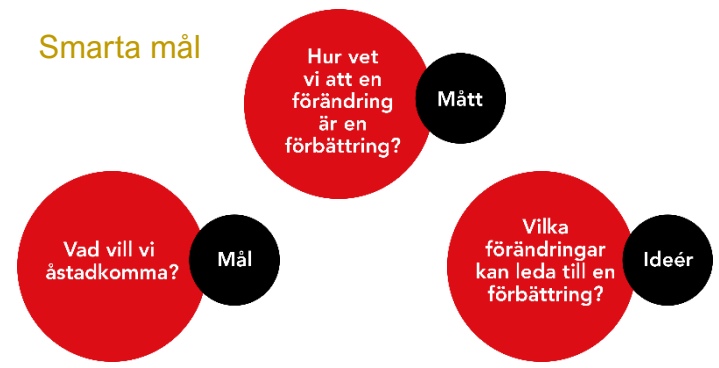 Smarta mål
Hur vet
vi att en
förändring
är en
förbättring?
Mått
Vad vill vi
åstadkomma?
Mål
Vilka
förändringar
kan leda till en
förbättring?
Ideér